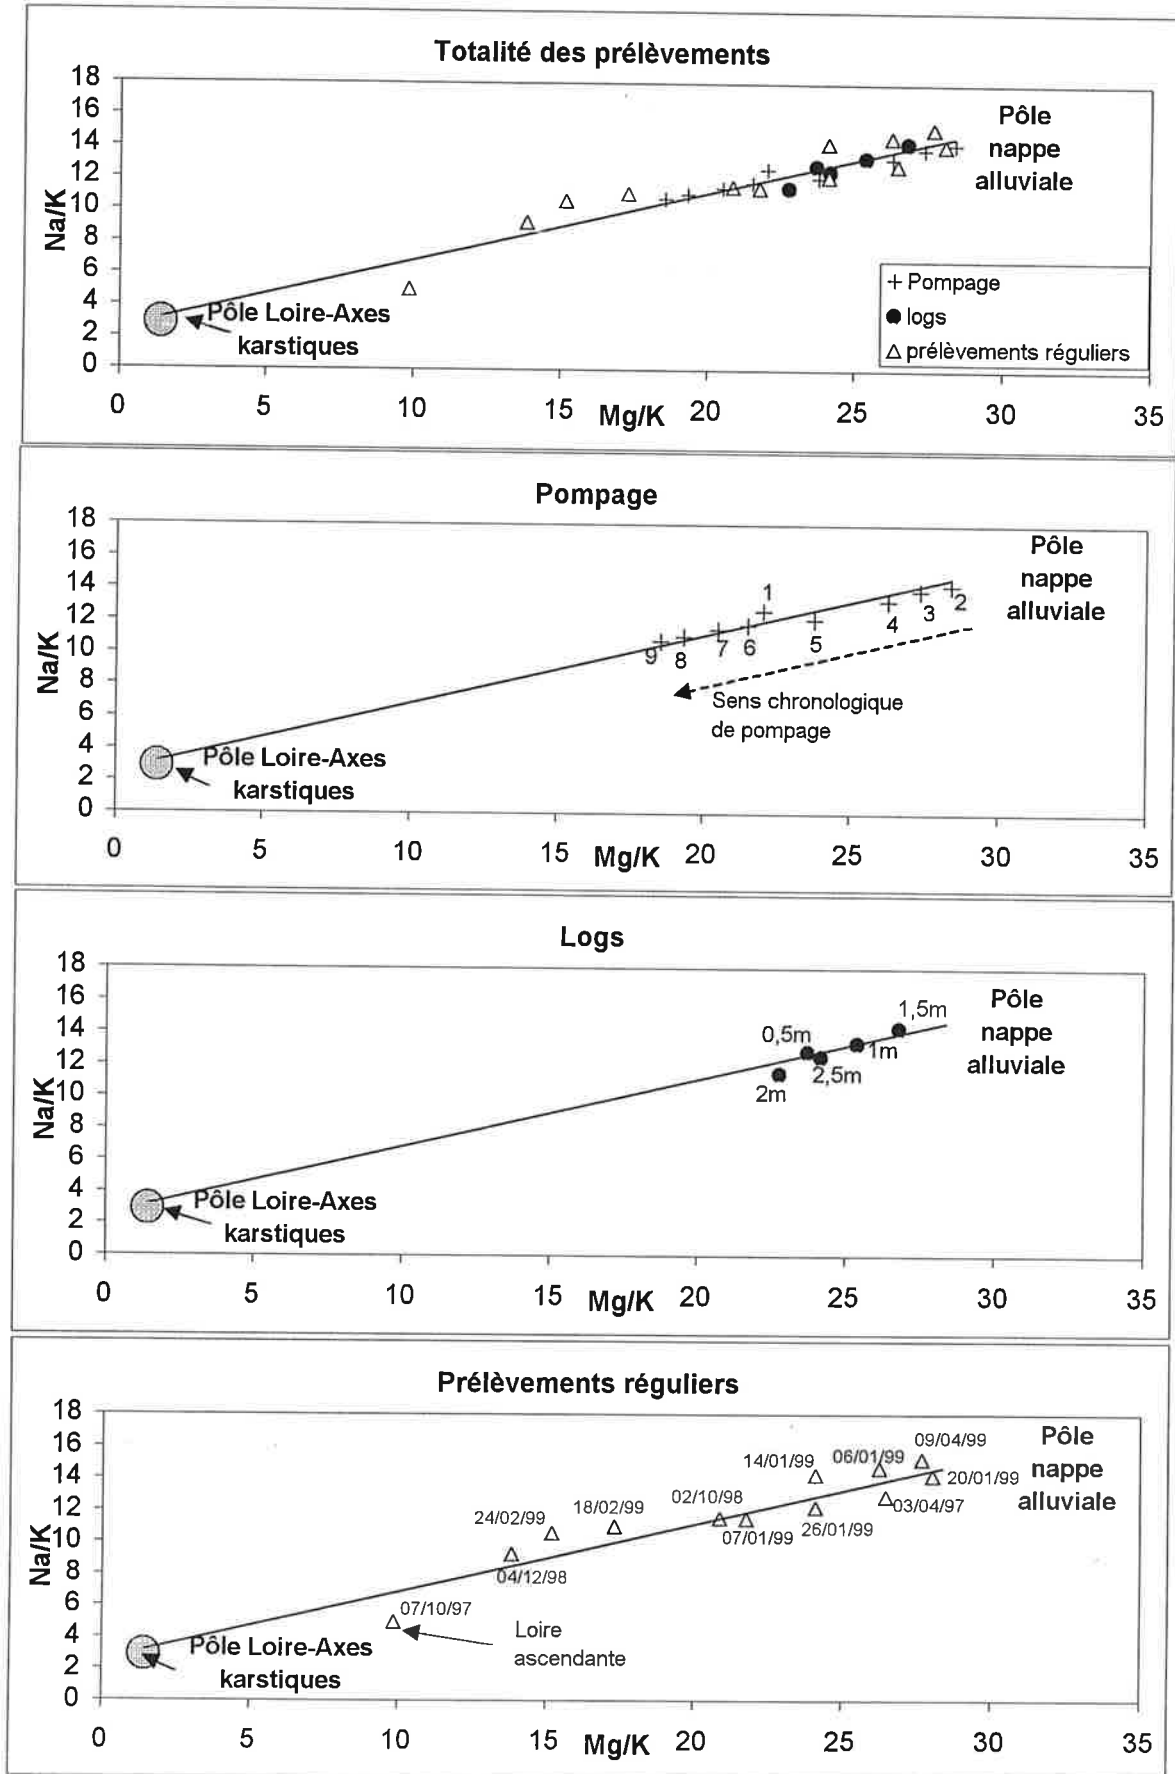 Totalité des prélèvements
18
16
14
12
10
8
6
4
2
0
Na/K
Pôle
nappe
alluviale
Pôle Loire-Axes
karstiques
+ Pompage
● logs
△ prélèvements réguliers
0 5 10 15 Mg/K 20 25 30 35
Pompage
18
16
14
12
10
8
6
4
2
0
Na/K
Pôle
nappe
alluviale
1
9 8 7 6 5 4 3 2
Sens chronologique
de pompage
Pôle Loire-Axes
karstiques
0 5 10 15 Mg/K 20 25 30 35
Logs
18
16
14
12
10
8
6
4
2
0
Na/K
Pôle
nappe
alluviale
1,5m
0,5m
1m
2,5m
2m
Pôle Loire-Axes
karstiques
0 5 10 15 Mg/K 20 25 30 35
Prélèvements réguliers
18
16
14
12
10
8
6
4
2
0
Na/K
Pôle
nappe
alluviale
09/04/99
14/01/99 06/01/99
20/01/99
02/10/98
03/04/97
24/02/99 18/02/99
07/01/99 26/01/99
04/12/98
07/10/97
Loire
ascendante
Pôle Loire-Axes
karstiques
0 5 10 15 Mg/K 20 25 30 35